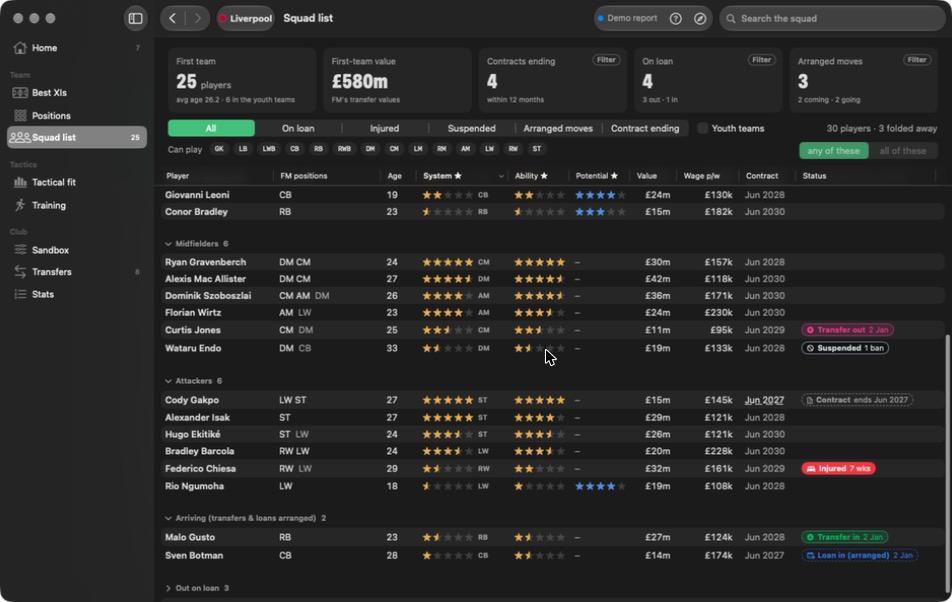 Liverpool Squad list Demo report Search the squad
Home 7
Team
Best XIs
Positions
Squad list 25
Tactics
Tactical fit
Training
Club
Sandbox
Transfers 6
Stats
First team
25 players
avg age 26.2 · 6 in the youth teams
First-team value
£580m
FM's transfer values
Contracts ending Filter
4
within 12 months
On loan Filter
4
3 out · 1 in
Arranged moves Filter
3
2 coming · 2 going
All On loan Injured Suspended Arranged moves Contract ending Youth teams 30 players · 3 folded away
Can play GK LB LWB CB RB RWB DM CM LM RM AM LW RW ST any of these all of these
Player FM positions Age System ★ Ability ★ Potential ★ Value Wage p/w Contract Status
Giovanni Leoni CB 19 CB £24m £130k Jun 2028
Conor Bradley RB 23 RB £15m £182k Jun 2030
Midfielders 6
Ryan Gravenberch DM CM 24 CM – £30m £157k Jun 2028
Alexis Mac Allister DM CM 27 DM – £42m £118k Jun 2030
Dominik Szoboszlai CM AM DM 26 AM – £36m £171k Jun 2030
Florian Wirtz AM LW 23 AM – £24m £230k Jun 2030
Curtis Jones CM DM 25 CM – £11m £95k Jun 2029 Transfer out 2 Jan
Wataru Endo DM CB 33 DM – £19m £133k Jun 2028 Suspended 1 ban
Attackers 6
Cody Gakpo LW ST 27 ST – £15m £145k Jun 2027 Contract ends Jun 2027
Alexander Isak ST 27 ST – £29m £121k Jun 2028
Hugo Ekitiké ST LW 24 ST – £26m £121k Jun 2030
Bradley Barcola RW LW 24 LW – £20m £228k Jun 2030
Federico Chiesa RW LW 29 RW – £32m £161k Jun 2029 Injured 7 wks
Rio Ngumoha LW 18 LW £19m £108k Jun 2028
Arriving (transfers & loans arranged) 2
Malo Gusto RB 23 RB – £27m £124k Jun 2028 Transfer in 2 Jan
Sven Botman CB 28 CB – £14m £174k Jun 2027 Loan in (arranged) 2 Jan
Out on loan 3